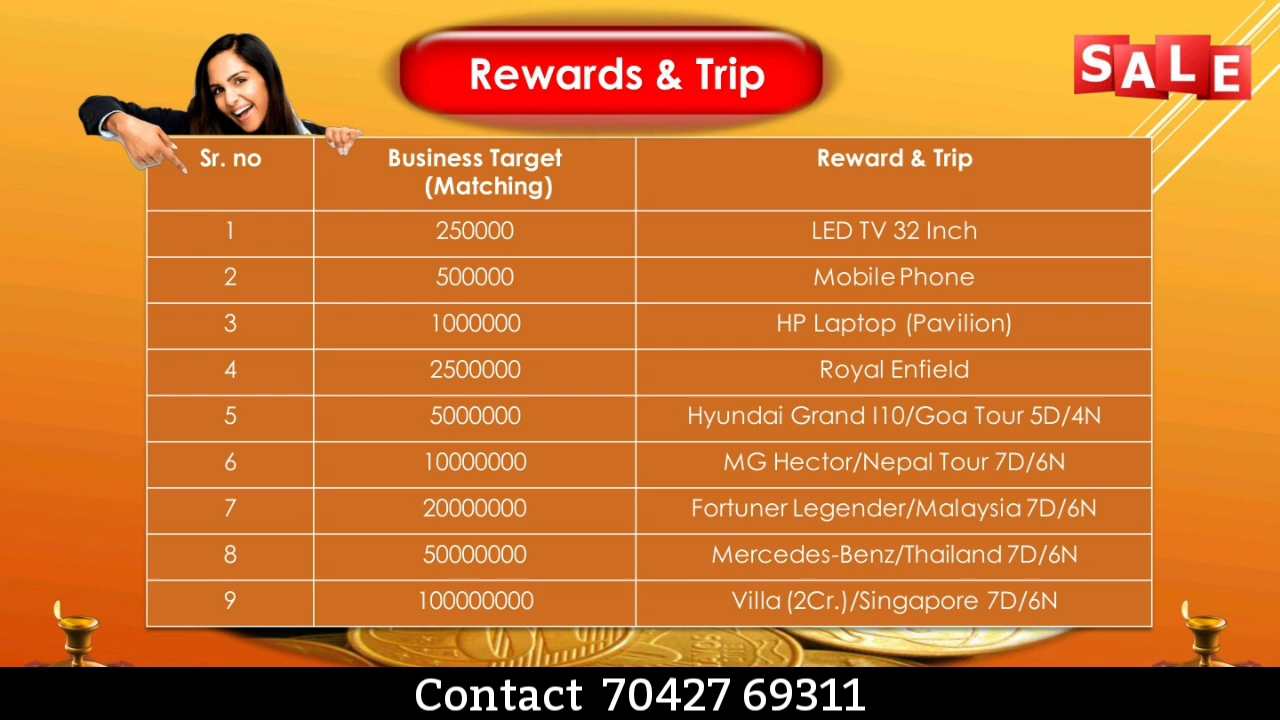 Rewards & Trip
SALE
Sr. no Business Target Reward & Trip
(Matching)
1 250000 LED TV 32 Inch
2 500000 Mobile Phone
3 1000000 HP Laptop (Pavilion)
4 2500000 Royal Enfield
5 5000000 Hyundai Grand I10/Goa Tour 5D/4N
6 10000000 MG Hector/Nepal Tour 7D/6N
7 20000000 Fortuner Legender/Malaysia 7D/6N
8 50000000 Mercedes-Benz/Thailand 7D/6N
9 100000000 Villa (2Cr.)/Singapore 7D/6N
Contact 70427 69311